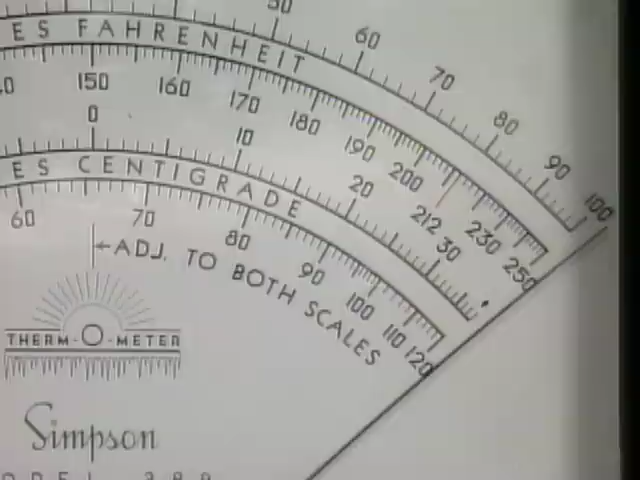 50 60 70 80 90 100
ES FAHRENHEIT
150 160 170 180 190 200 212 230 250
0 10 20 30
ES CENTIGRADE
60 70 80 90 100 110 120
ADJ. TO BOTH SCALES
THERM-O-METER
Simpson